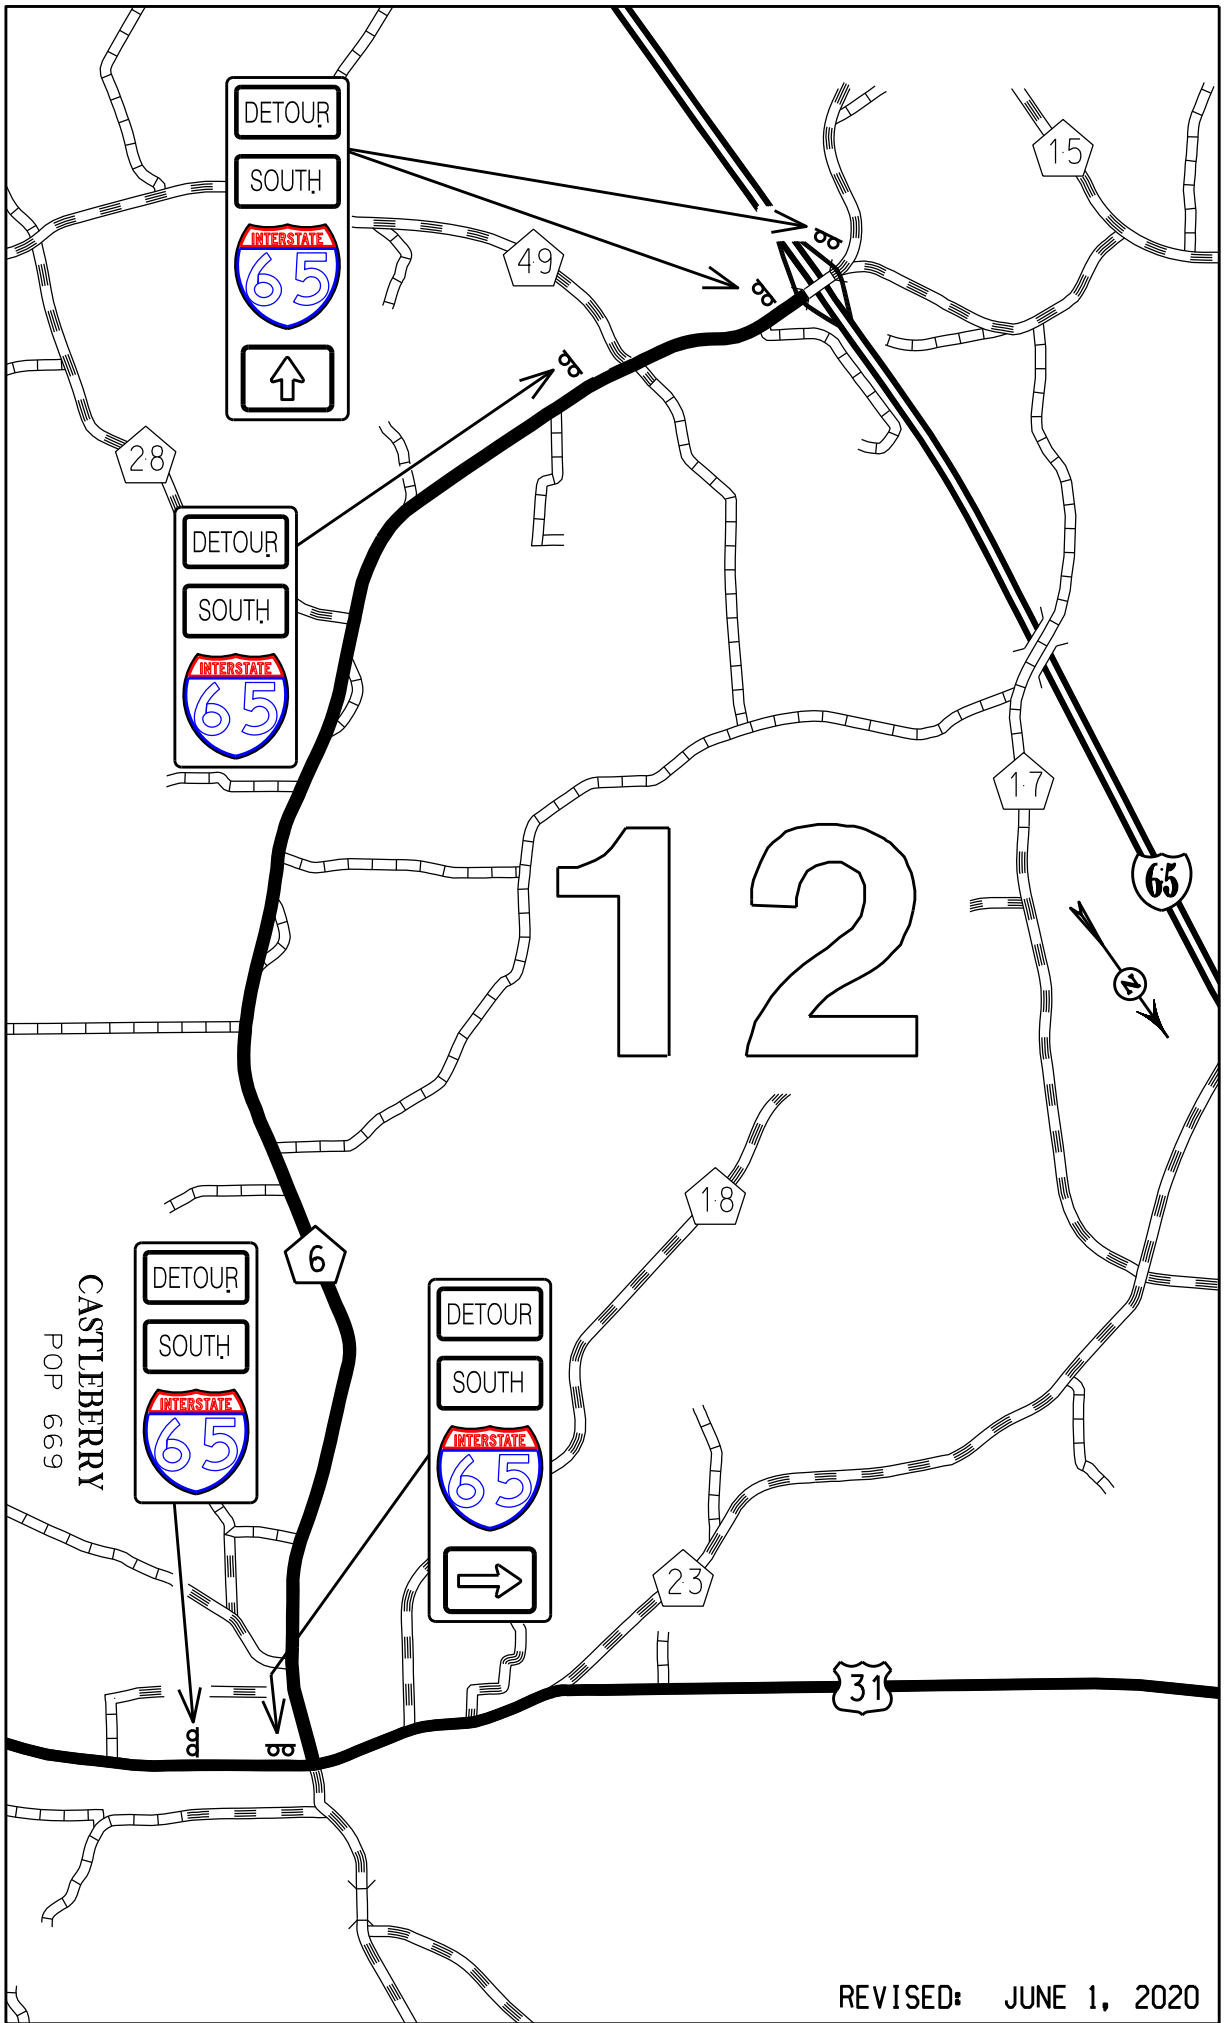 DETOUR
SOUTH
INTERSTATE
65
15
49
28
DETOUR
SOUTH
INTERSTATE
65
17
12
65
N
18
6
DETOUR
SOUTH
INTERSTATE
65
CASTLEBERRY
POP 669
DETOUR
SOUTH
INTERSTATE
65
23
31
REVISED: JUNE 1, 2020